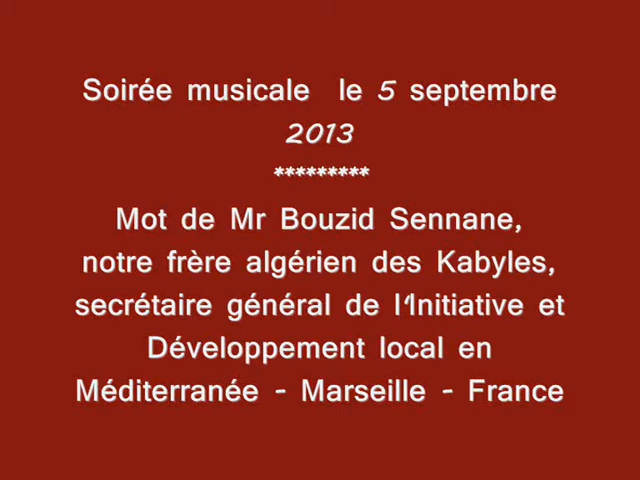 Soirée musicale le 5 septembre
2013
*********
Mot de Mr Bouzid Sennane,
notre frère algérien des Kabyles,
secrétaire général de l'Initiative et
Développement local en
Méditerranée - Marseille - France